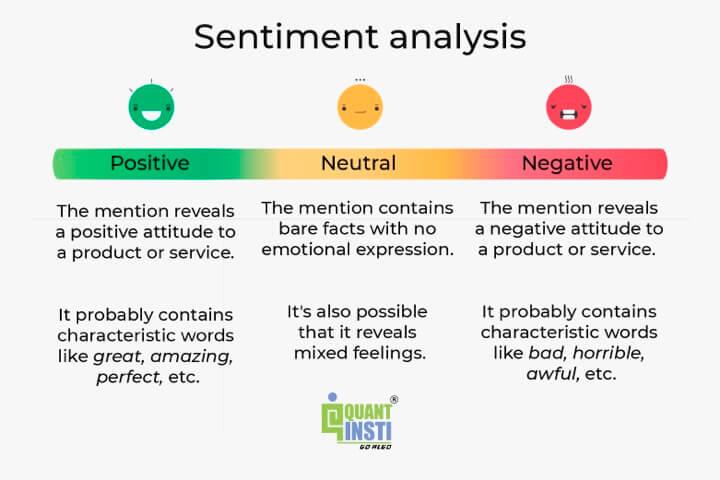 Sentiment analysis
Positive
Neutral
Negative
The mention reveals
a positive attitude to
a product or service.
The mention contains
bare facts with no
emotional expression.
The mention reveals
a negative attitude to
a product or service.
It probably contains
characteristic words
like great, amazing,
perfect, etc.
It's also possible
that it reveals
mixed feelings.
It probably contains
characteristic words
like bad, horrible,
awful, etc.
QUANT®
INSTI
GO ALGO